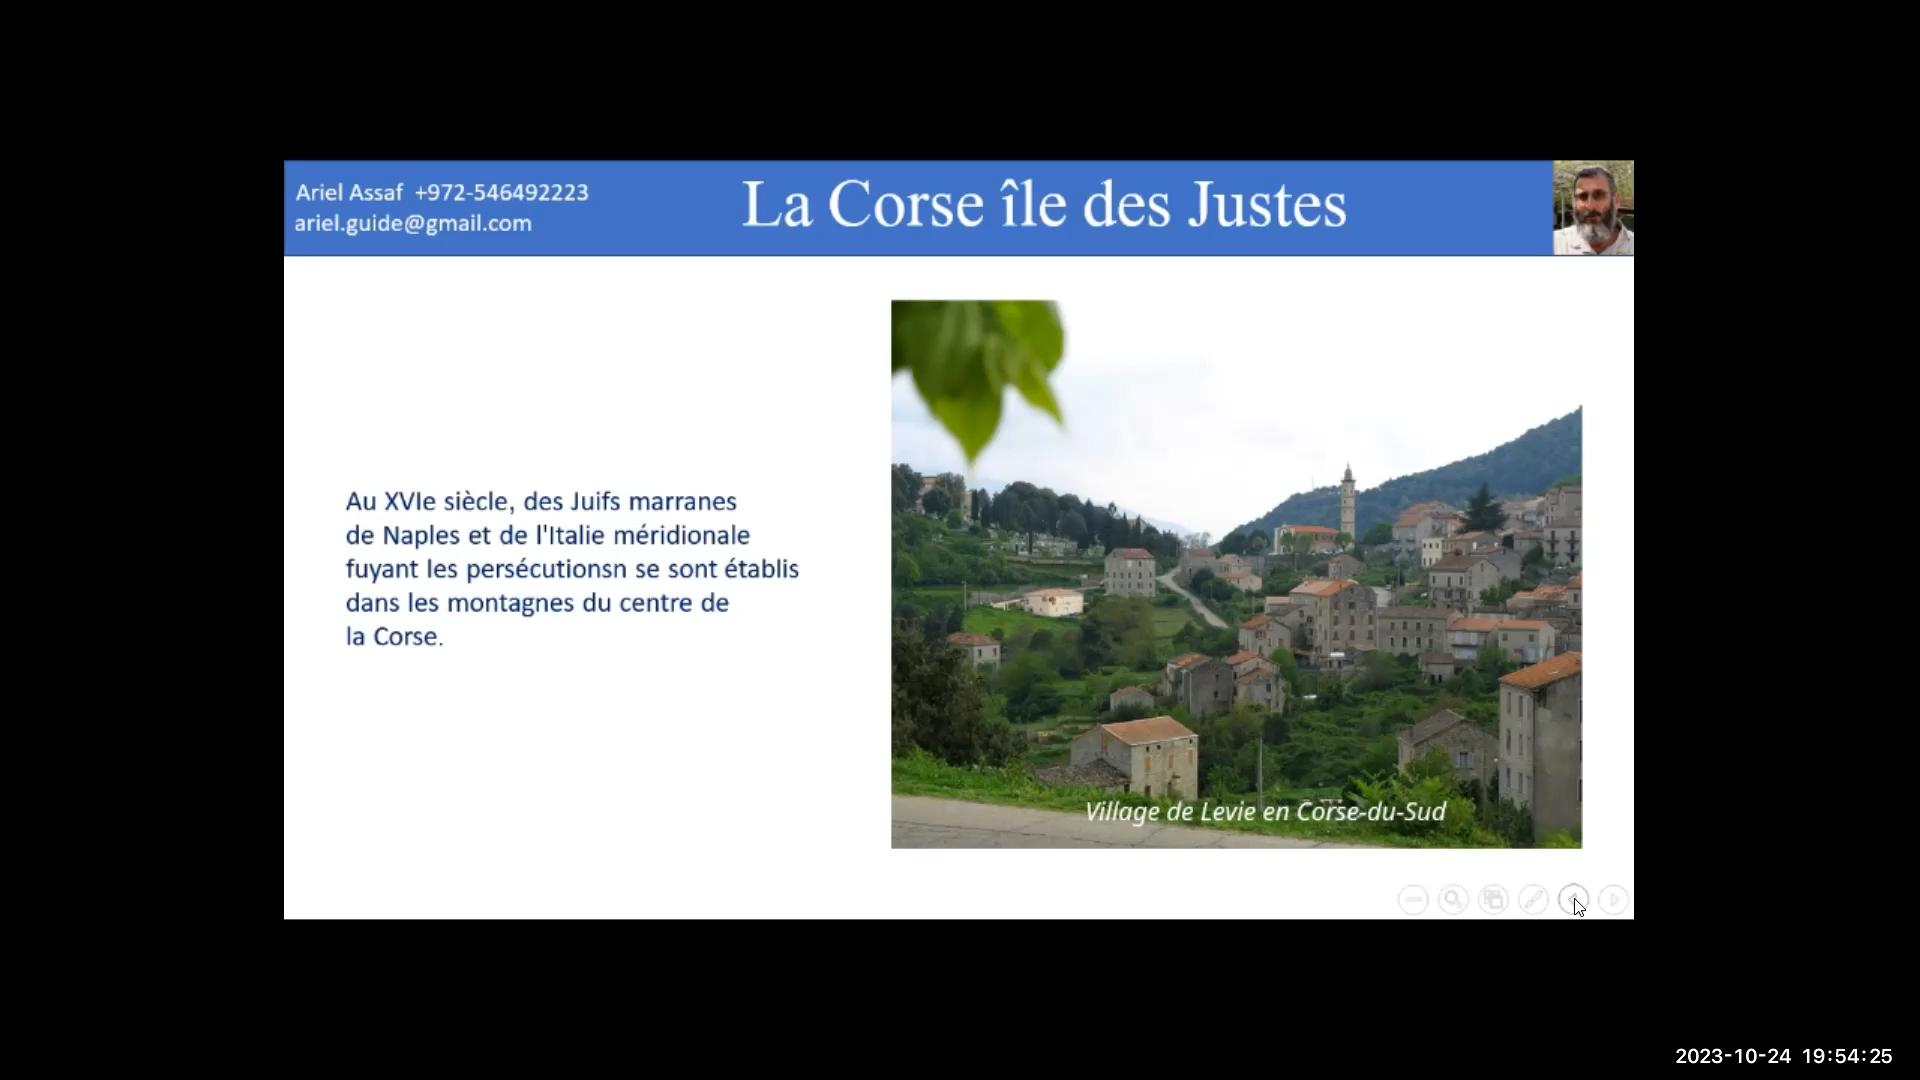 Ariel Assaf +972-546492223
ariel.guide@gmail.com
La Corse île des Justes
Au XVIe siècle, des Juifs marranes
de Naples et de l'Italie méridionale
fuyant les persécutionsn se sont établis
dans les montagnes du centre de
la Corse.
Village de Levie en Corse-du-Sud
2023-10-24 19:54:25